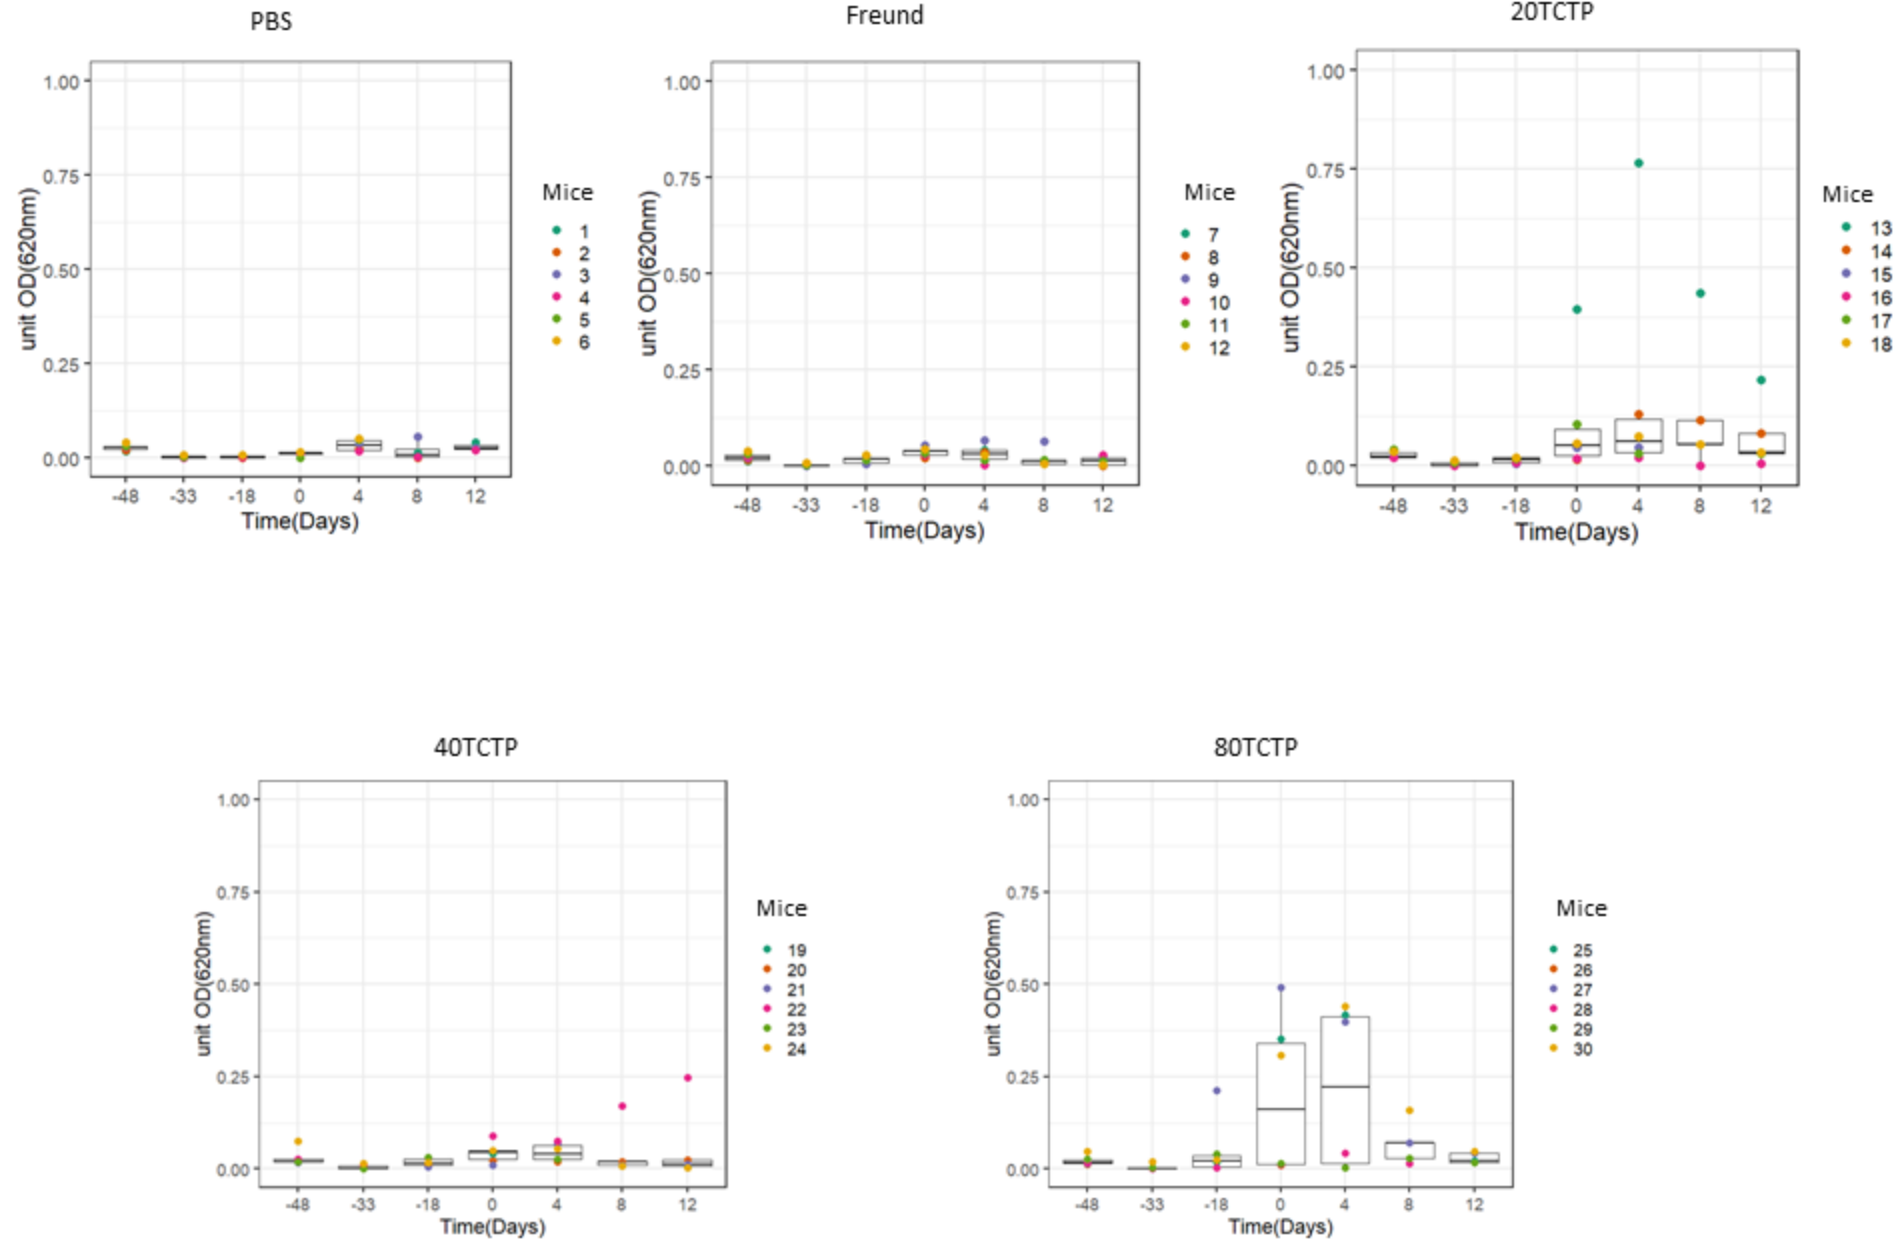 PBS
unit OD(620nm)
1.00
0.75
0.50
0.25
0.00
-48 -33 -18 0 4 8 12
Time(Days)
Mice
1
2
3
4
5
6
Freund
unit OD(620nm)
1.00
0.75
0.50
0.25
0.00
-48 -33 -18 0 4 8 12
Time(Days)
Mice
7
8
9
10
11
12
20TCTP
unit OD(620nm)
1.00
0.75
0.50
0.25
0.00
-48 -33 -18 0 4 8 12
Time(Days)
Mice
13
14
15
16
17
18
40TCTP
unit OD(620nm)
1.00
0.75
0.50
0.25
0.00
-48 -33 -18 0 4 8 12
Time(Days)
Mice
19
20
21
22
23
24
80TCTP
unit OD(620nm)
1.00
0.75
0.50
0.25
0.00
-48 -33 -18 0 4 8 12
Time(Days)
Mice
25
26
27
28
29
30